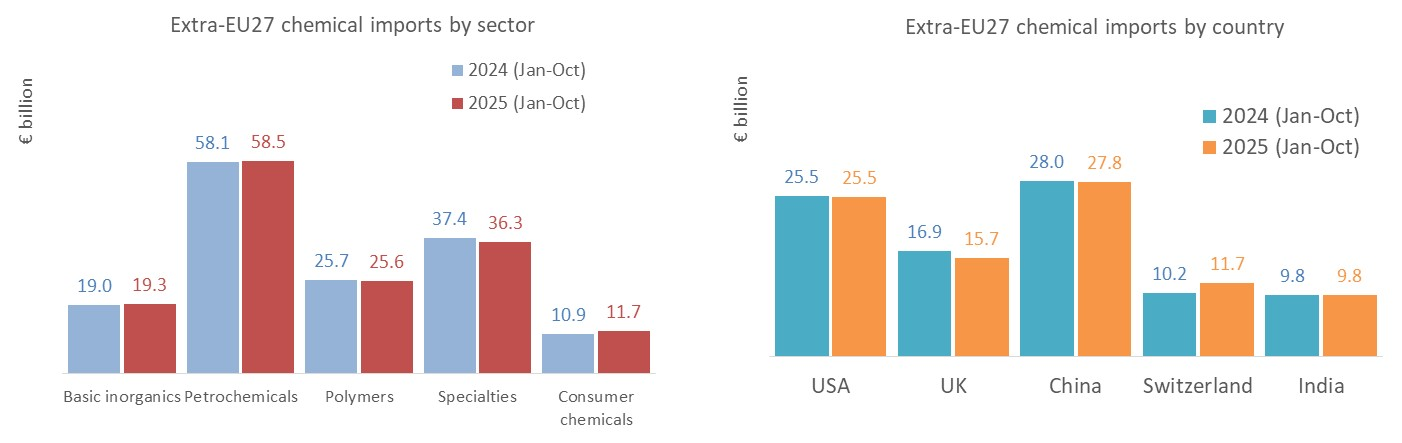 Extra-EU27 chemical imports by sector
€ billion
2024 (Jan-Oct)
2025 (Jan-Oct)
19.0 19.3 58.1 58.5 25.7 25.6 37.4 36.3 10.9 11.7
Basic inorganics Petrochemicals Polymers Specialties Consumer
chemicals
Extra-EU27 chemical imports by country
€ billion
2024 (Jan-Oct)
2025 (Jan-Oct)
25.5 25.5 16.9 15.7 28.0 27.8 10.2 11.7 9.8 9.8
USA UK China Switzerland India